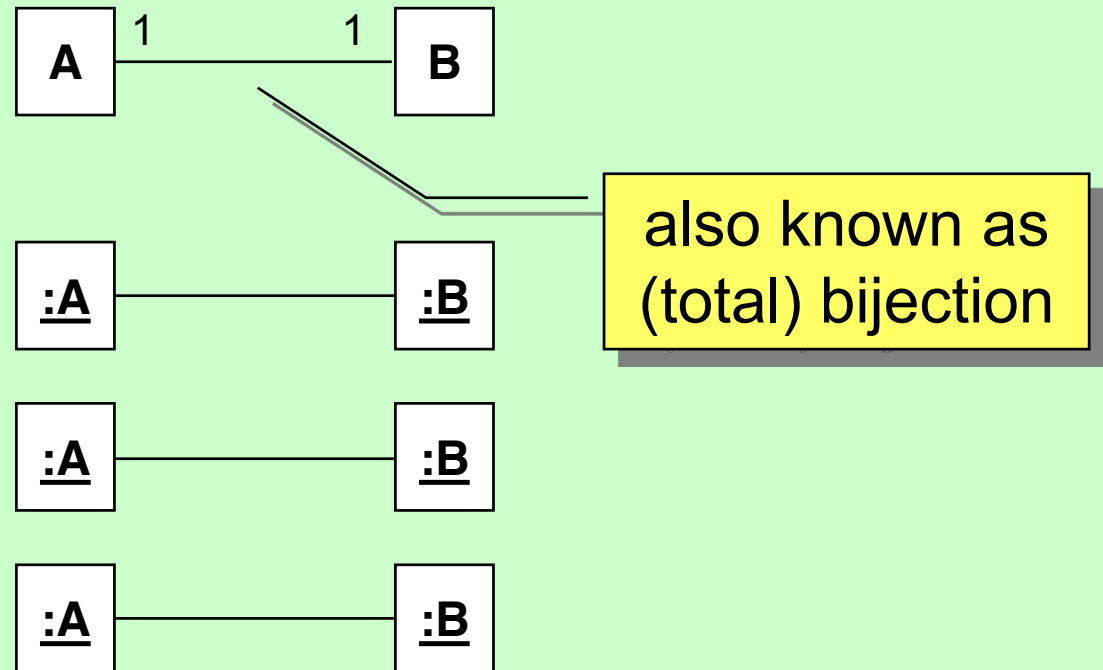 A 1 1 B
also known as
(total) bijection
:A :B
:A :B
:A :B